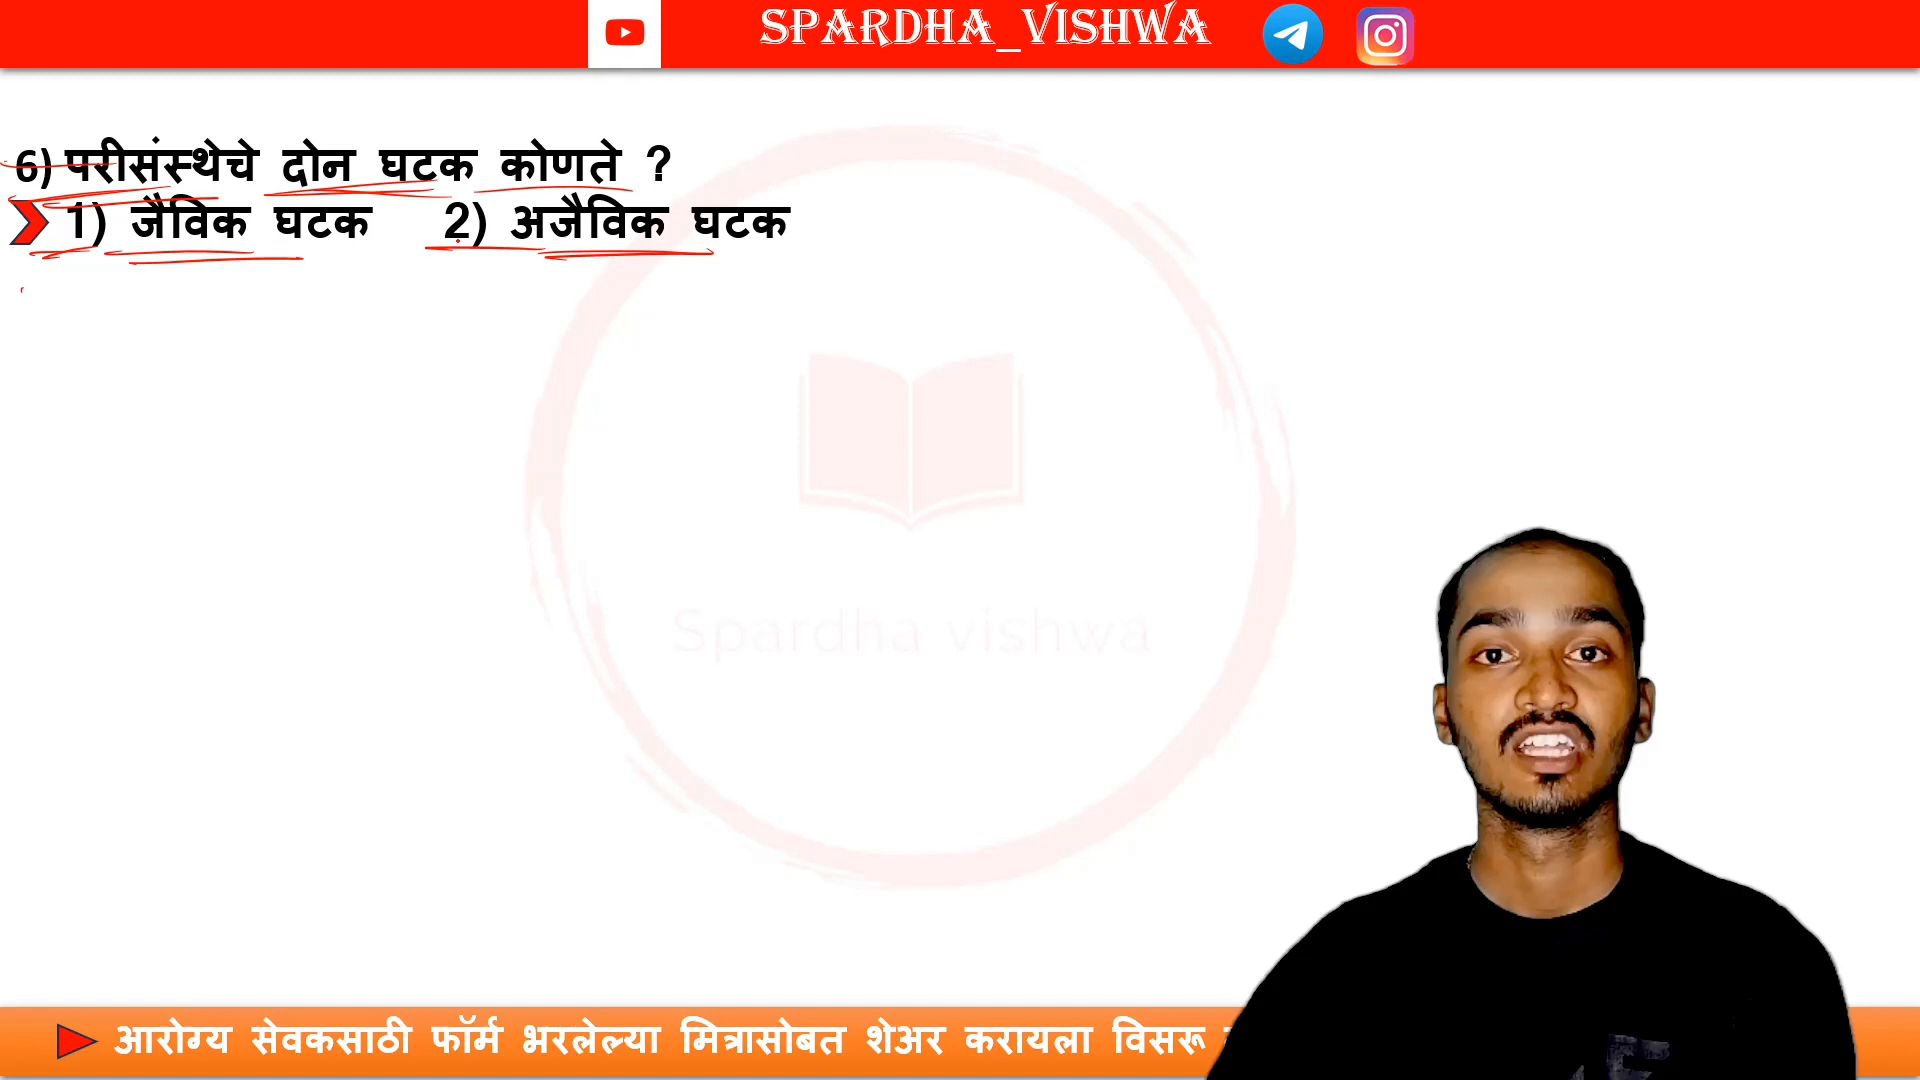 SPARDHA_VISHWA
6) परीसंस्थेचे दोन घटक कोणते ?
1) जैविक घटक 2) अजैविक घटक
Spardha vishwa
आरोग्य सेवकसाठी फॉर्म भरलेल्या मित्रासोबत शेअर करायला विसरू